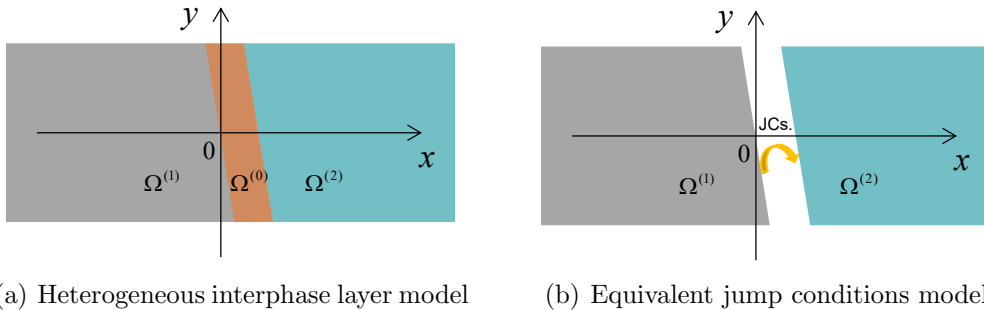 y
0
x
Ω(1)
Ω(0)
Ω(2)
y
JCs.
0
x
Ω(1)
Ω(2)
a) Heterogeneous interphase layer model
(b) Equivalent jump conditions model